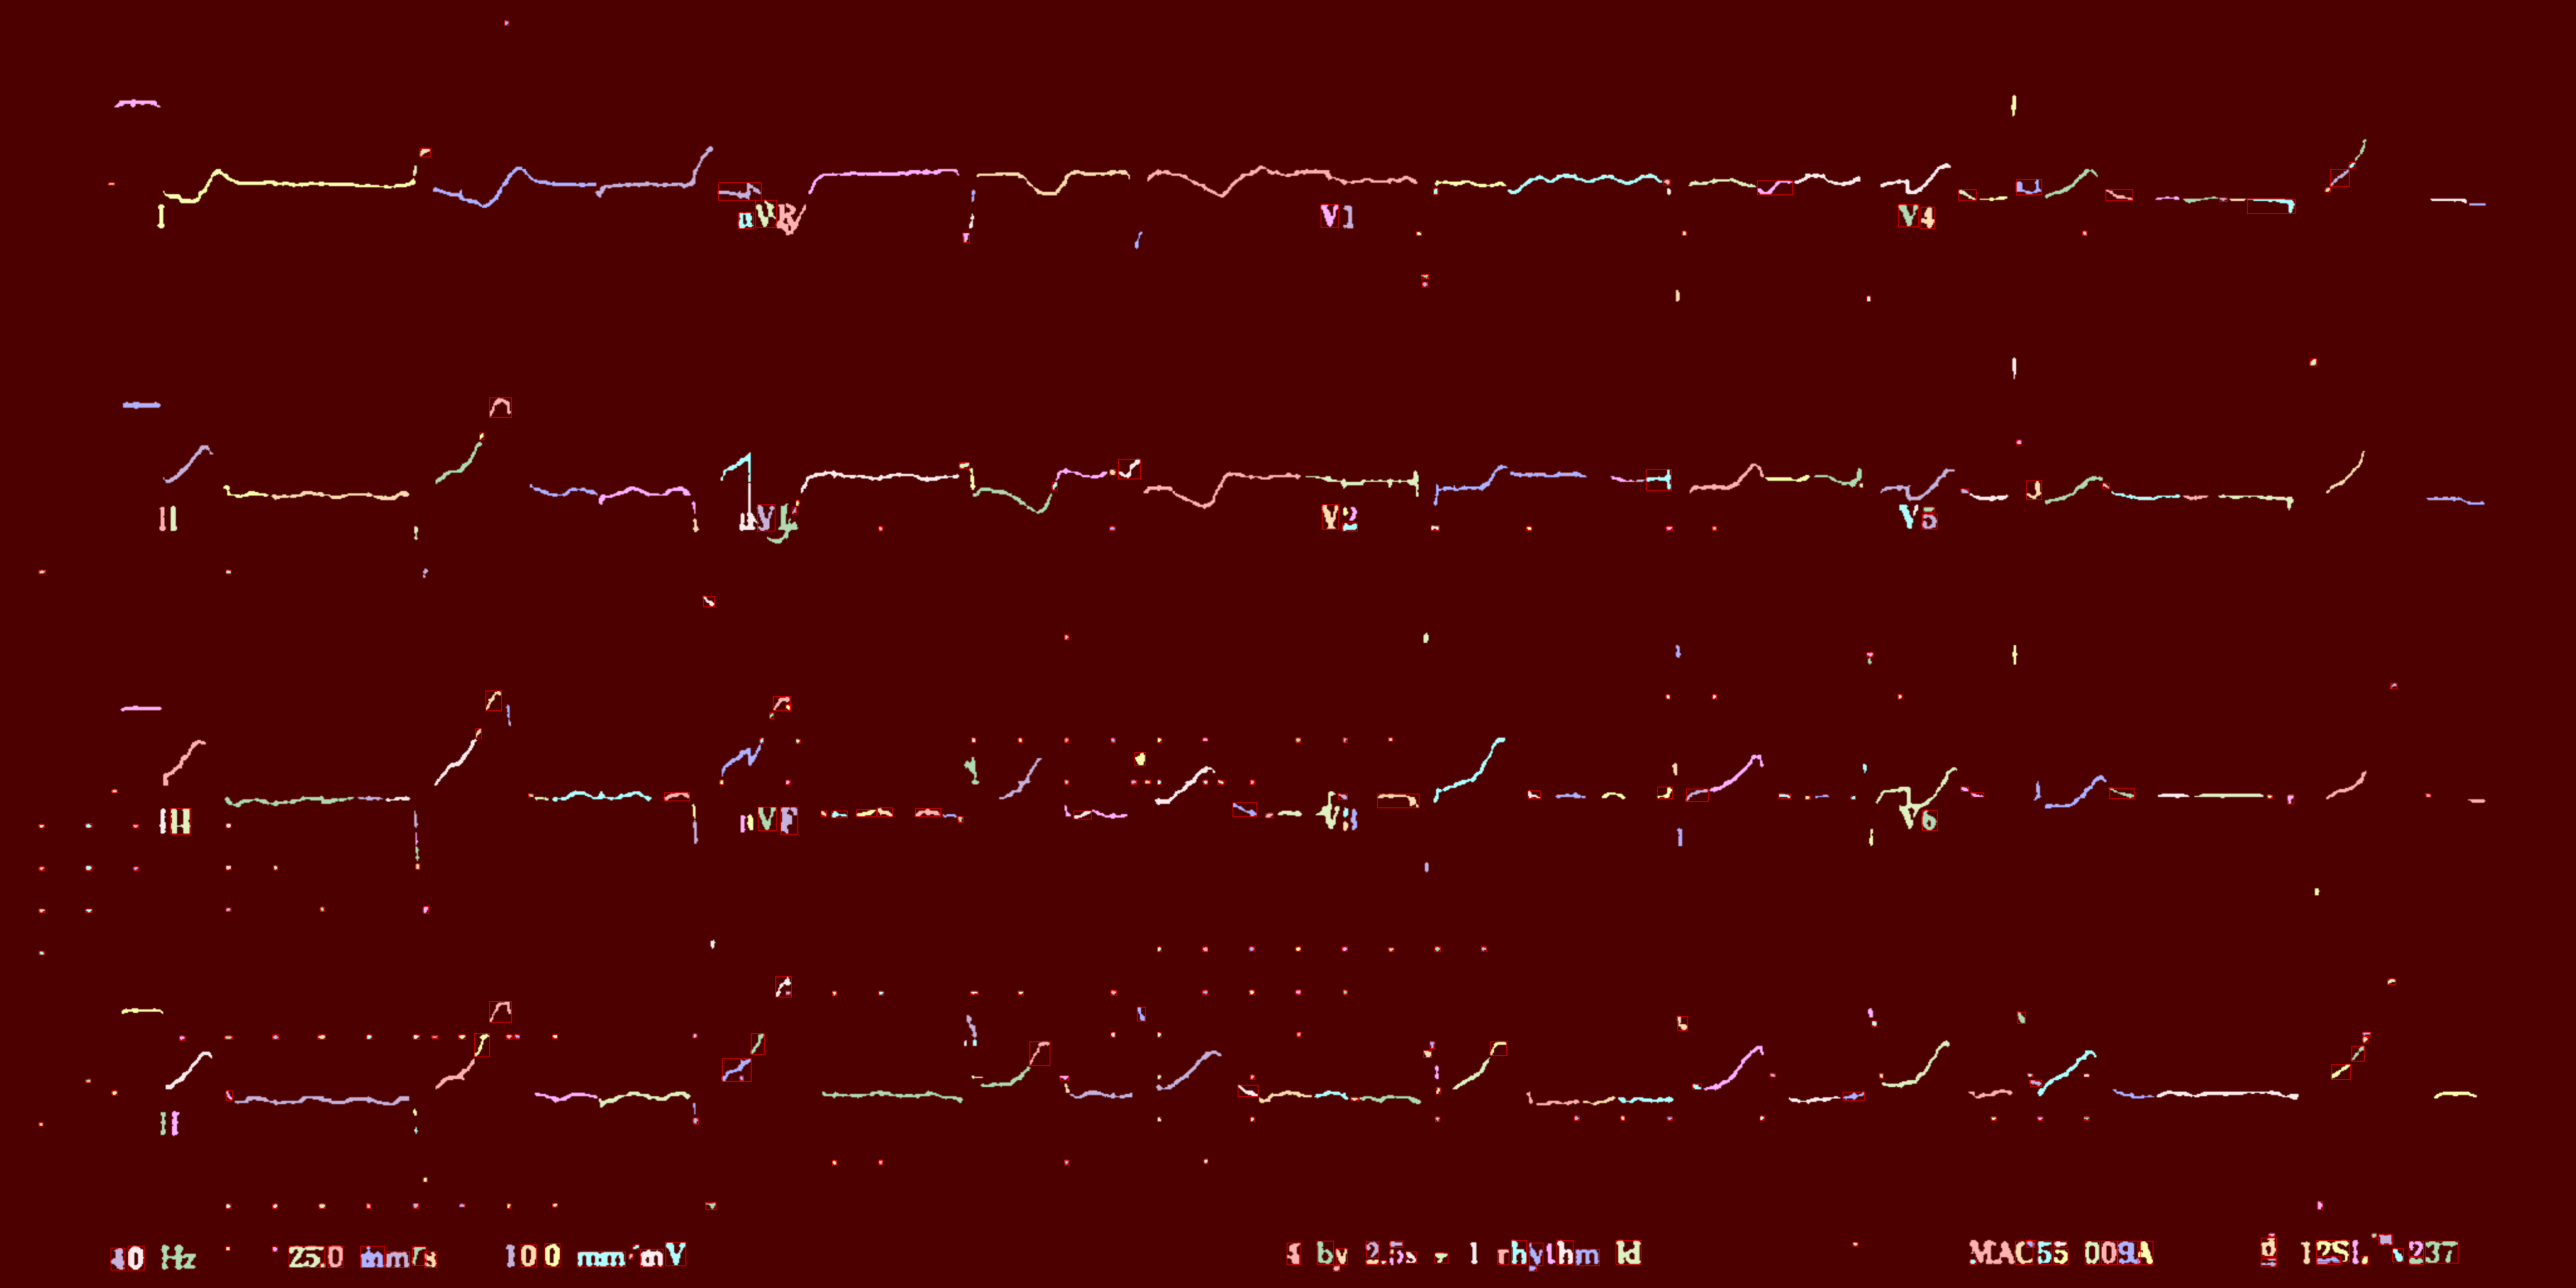 I aVR V1 V4
II aVL V2 V5
III aVF V3 V6
II
40 Hz 25.0 mm/s 10.0 mm/mV 4 by 2.5s + 1 rhythm ld MAC55 009A 12SL v237